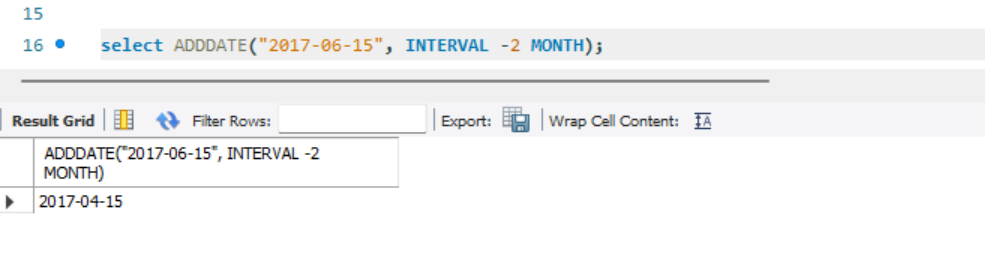 15
16 select ADDDATE("2017-06-15", INTERVAL -2 MONTH);
Result Grid Filter Rows: Export: Wrap Cell Content: IA
ADDDATE("2017-06-15", INTERVAL -2
MONTH)
2017-04-15